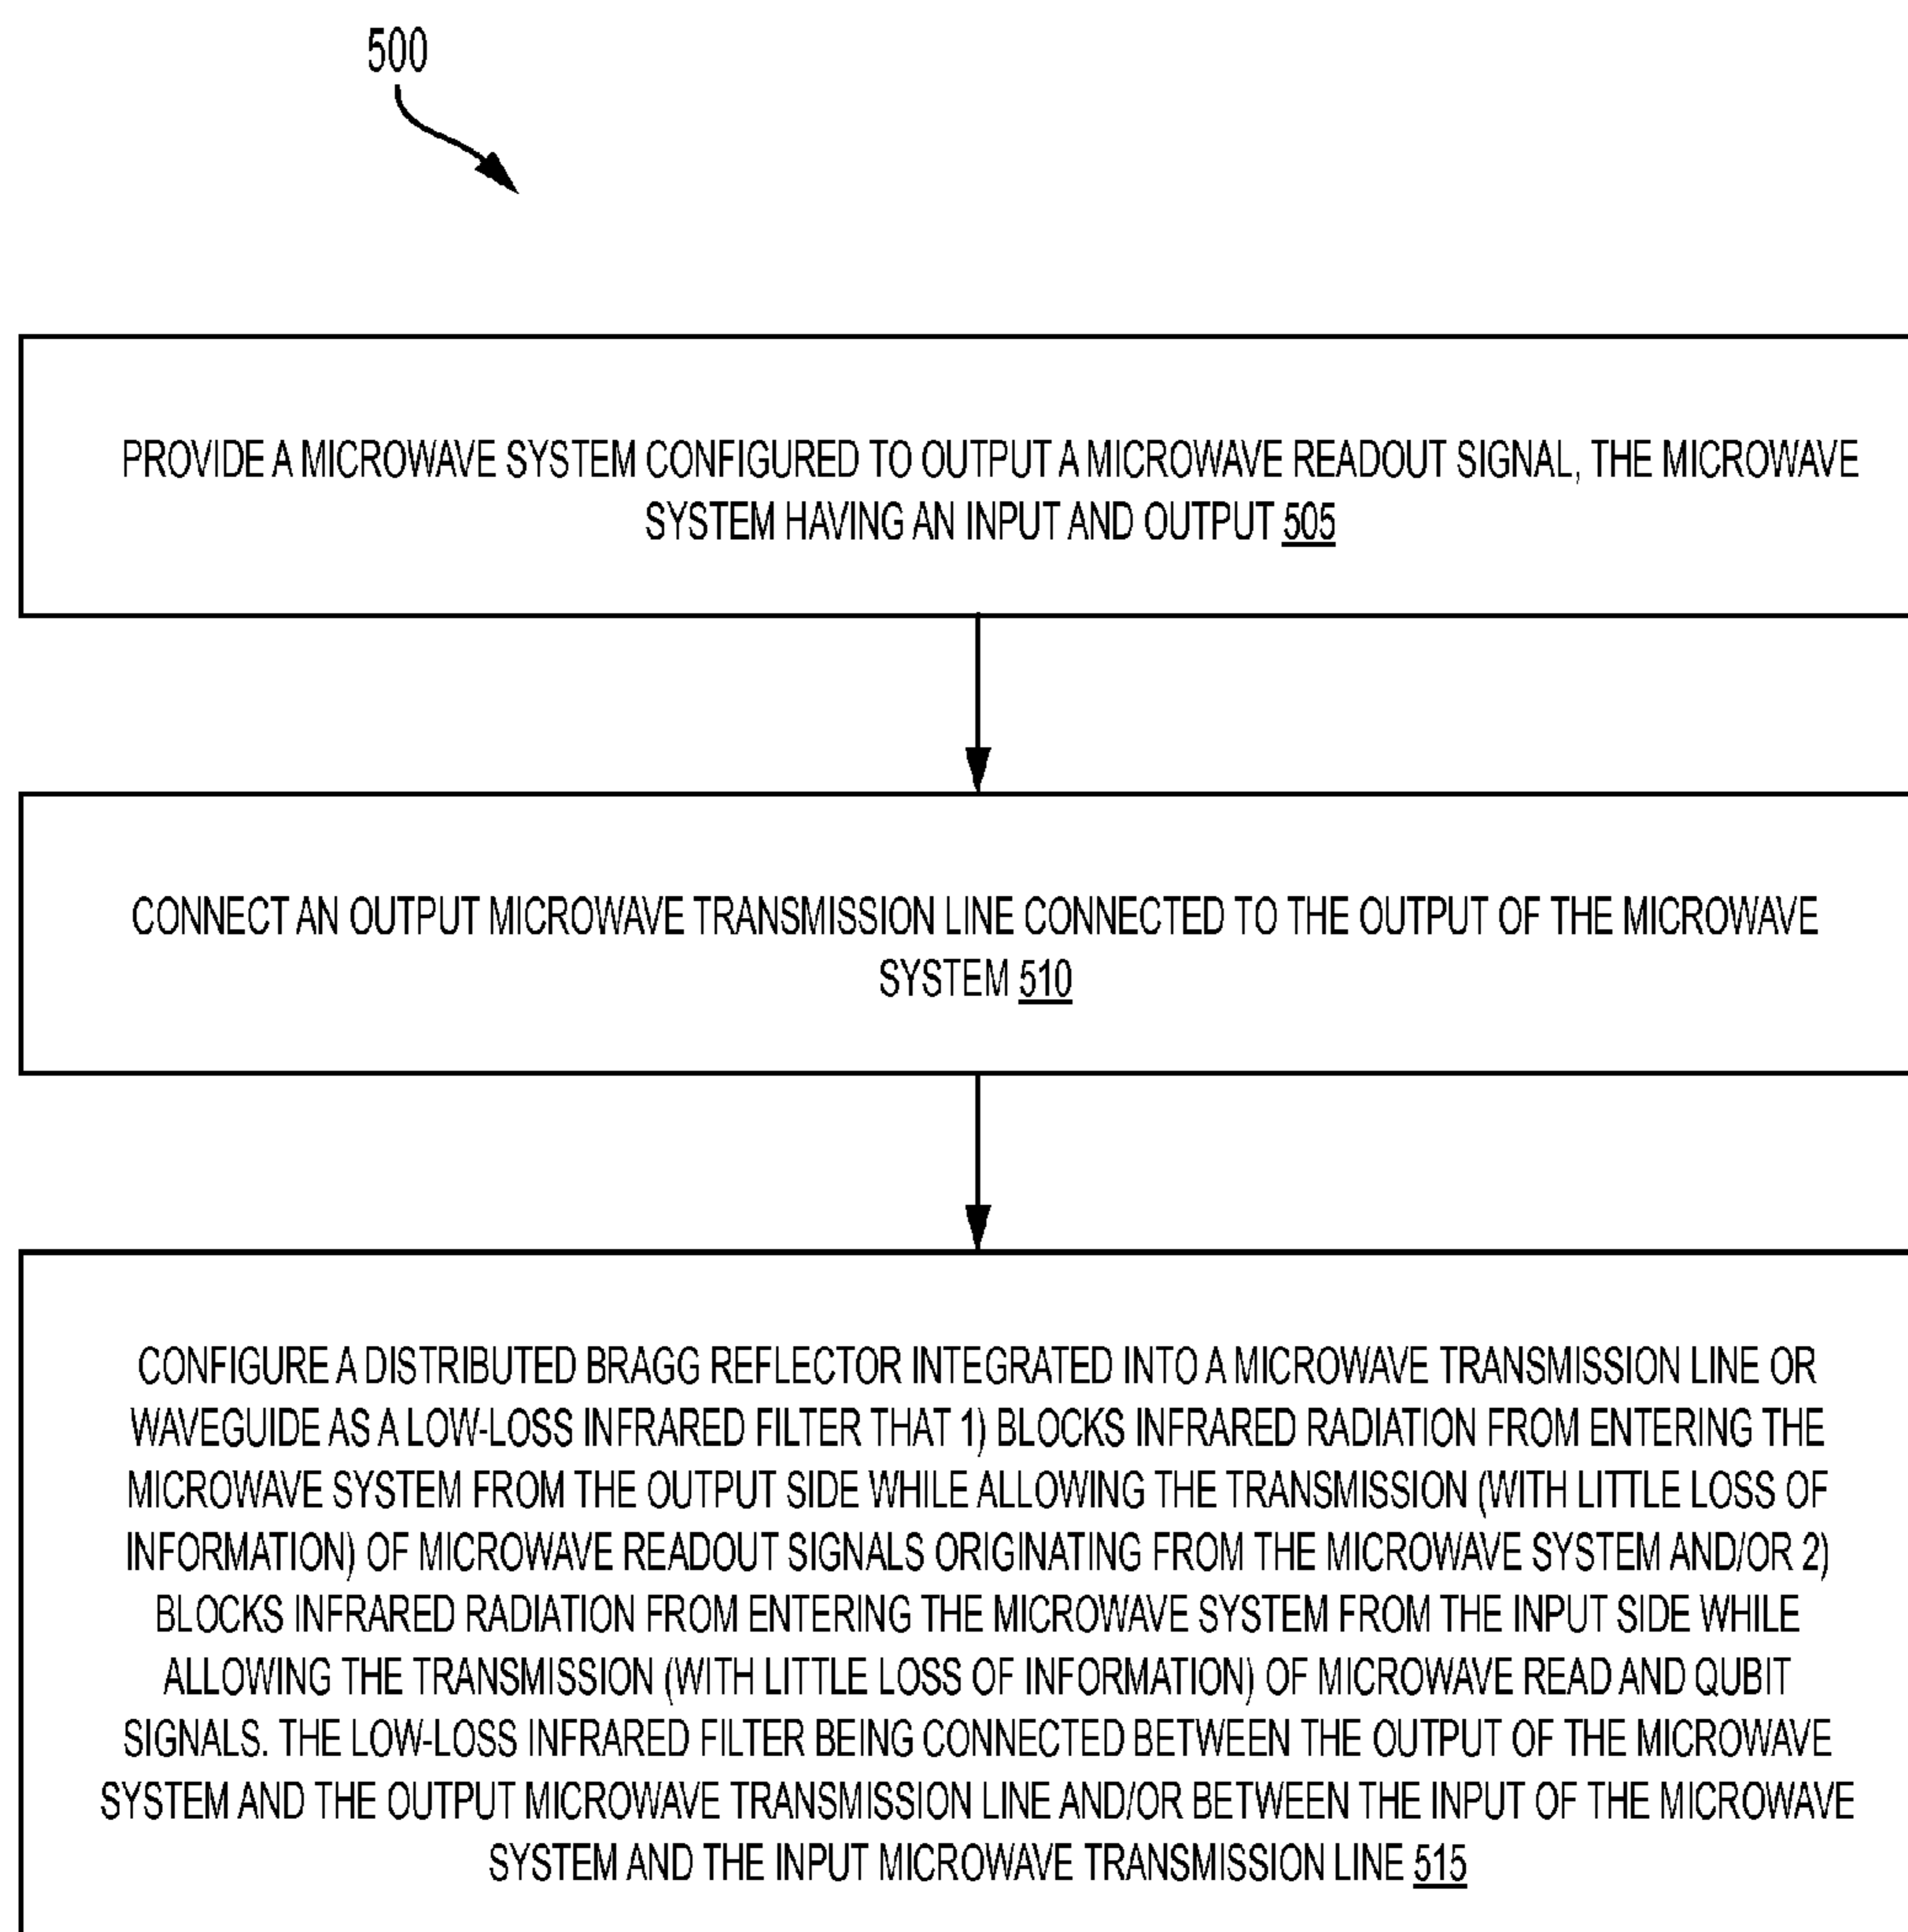 500
PROVIDE A MICROWAVE SYSTEM CONFIGURED TO OUTPUT A MICROWAVE READOUT SIGNAL, THE MICROWAVE
SYSTEM HAVING AN INPUT AND OUTPUT 505
CONNECT AN OUTPUT MICROWAVE TRANSMISSION LINE CONNECTED TO THE OUTPUT OF THE MICROWAVE
SYSTEM 510
CONFIGURE A DISTRIBUTED BRAGG REFLECTOR INTEGRATED INTO A MICROWAVE TRANSMISSION LINE OR
WAVEGUIDE AS A LOW-LOSS INFRARED FILTER THAT 1) BLOCKS INFRARED RADIATION FROM ENTERING THE
MICROWAVE SYSTEM FROM THE OUTPUT SIDE WHILE ALLOWING THE TRANSMISSION (WITH LITTLE LOSS OF
INFORMATION) OF MICROWAVE READOUT SIGNALS ORIGINATING FROM THE MICROWAVE SYSTEM AND/OR 2)
BLOCKS INFRARED RADIATION FROM ENTERING THE MICROWAVE SYSTEM FROM THE INPUT SIDE WHILE
ALLOWING THE TRANSMISSION (WITH LITTLE LOSS OF INFORMATION) OF MICROWAVE READ AND QUBIT
SIGNALS. THE LOW-LOSS INFRARED FILTER BEING CONNECTED BETWEEN THE OUTPUT OF THE MICROWAVE
SYSTEM AND THE OUTPUT MICROWAVE TRANSMISSION LINE AND/OR BETWEEN THE INPUT OF THE MICROWAVE
SYSTEM AND THE INPUT MICROWAVE TRANSMISSION LINE 515